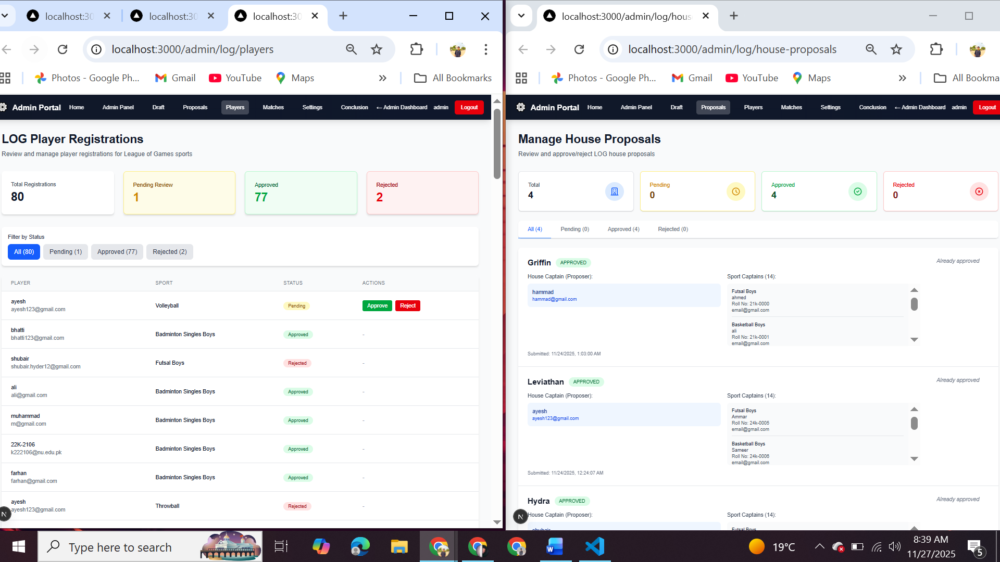 localhost:30
localhost:30
localhost:30
localhost:3000/admin/log/players
Photos - Google Ph...
Gmail
YouTube
Maps
All Bookmarks
Admin Portal
Home
Admin Panel
Draft
Proposals
Players
Matches
Settings
Conclusion
← Admin Dashboard
admin
Logout
LOG Player Registrations
Review and manage player registrations for League of Games sports
Total Registrations
80
Pending Review
1
Approved
77
Rejected
2
Filter by Status
All (80)
Pending (1)
Approved (77)
Rejected (2)
PLAYER SPORT STATUS ACTIONS
ayesh
ayesh123@gmail.com
Volleyball
Pending
Approve
Reject
bhatti
bhatti123@gmail.com
Badminton Singles Boys
Approved
-
shubair
shubair.hyder12@gmail.com
Futsal Boys
Rejected
-
ali
ali@gmail.com
Badminton Singles Boys
Approved
-
muhammad
m@gmail.com
Badminton Singles Boys
Approved
-
22K-2106
k222106@nu.edu.pk
Badminton Singles Boys
Approved
-
farhan
farhan@gmail.com
Badminton Singles Boys
Approved
-
ayesh
ayesh123@gmail.com
Throwball
Rejected
-
N
localhost:3000/admin/log/hous
localhost:3000/admin/log/house-proposals
Photos - Google Ph...
Gmail
YouTube
Maps
All Bookma
Admin Portal
Home
Admin Panel
Draft
Proposals
Players
Matches
Settings
Conclusion
← Admin Dashboard
admin
Logout
Manage House Proposals
Review and approve/reject LOG house proposals
Total
4
Pending
0
Approved
4
Rejected
0
All (4)
Pending (0)
Approved (4)
Rejected (0)
Griffin
APPROVED
Already approved
House Captain (Proposer):
hammad
hammad@gmail.com
Sport Captains (14):
Futsal Boys
ahmed
Roll No: 21k-0000
email@gmail.com
Basketball Boys
ali
Roll No: 21k-0001
email@gmail.com
Submitted: 11/24/2025, 1:03:00 AM
Leviathan
APPROVED
Already approved
House Captain (Proposer):
ayesh
ayesh123@gmail.com
Sport Captains (14):
Futsal Boys
Ammar
Roll No: 24k-0005
email@gmail.com
Basketball Boys
Sameer
Roll No: 24k-0006
email@gmail.com
Submitted: 11/24/2025, 12:24:07 AM
Hydra
APPROVED
Already approved
House Captain (Proposer):
shubair
Sport Captains (14):
Futsal Boys
N
Type here to search
19°C
8:39 AM
11/27/2025
5